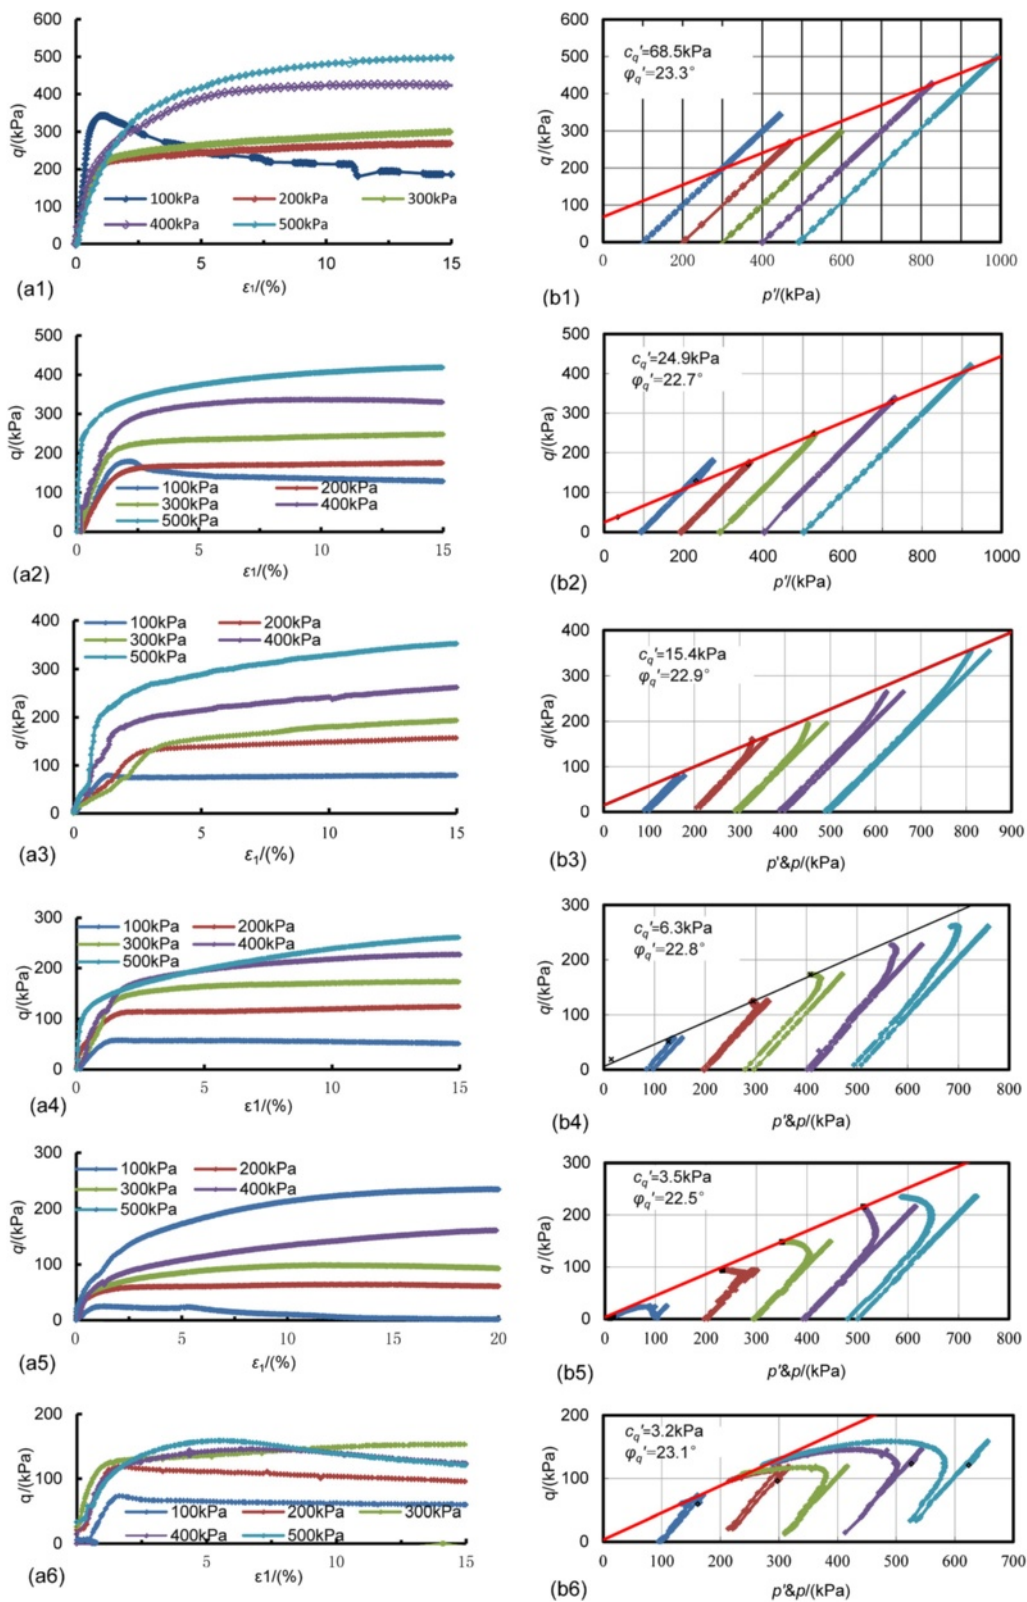 600
500
400
300
200
100
0
q/(kPa)
100kPa
200kPa
300kPa
400kPa
500kPa
0
5
10
15
ε1/(%)
(a1)
600
500
400
300
200
100
0
q/(kPa)
cq'=68.5kPa
φq'=23.3°
0
200
400
600
800
1000
p'/(kPa)
(b1)
500
400
300
200
100
0
q/(kPa)
100kPa
200kPa
300kPa
400kPa
500kPa
0
5
10
15
ε1/(%)
(a2)
500
400
300
200
100
0
q/(kPa)
cq'=24.9kPa
φq'=22.7°
0
200
400
600
800
1000
p'/(kPa)
(b2)
100kPa
200kPa
300kPa
400kPa
500kPa
400
300
200
100
0
q/(kPa)
0
5
10
15
ε1/(%)
(a3)
400
300
200
100
0
q/(kPa)
cq'=15.4kPa
φq'=22.9°
0
100
200
300
400
500
600
700
800
900
p'&p/(kPa)
(b3)
100kPa
200kPa
300kPa
400kPa
500kPa
300
200
100
0
q/(kPa)
0
5
10
15
ε1/(%)
(a4)
300
200
100
0
q/(kPa)
cq'=6.3kPa
φq'=22.8°
0
100
200
300
400
500
600
700
800
p'&p/(kPa)
(b4)
300
200
100
0
q/(kPa)
100kPa
200kPa
300kPa
400kPa
500kPa
0
5
10
15
20
ε1/(%)
(a5)
300
200
100
0
q /(kPa)
cq'=3.5kPa
φq'=22.5°
0
100
200
300
400
500
600
700
800
p'&p/(kPa)
(b5)
200
100
0
q/(kPa)
100kPa
200kPa
300kPa
400kPa
500kPa
0
5
10
15
ε1/(%)
(a6)
200
100
0
q/(kPa)
cq'=3.2kPa
φq'=23.1°
0
100
200
300
400
500
600
700
p'&p/(kPa)
(b6)